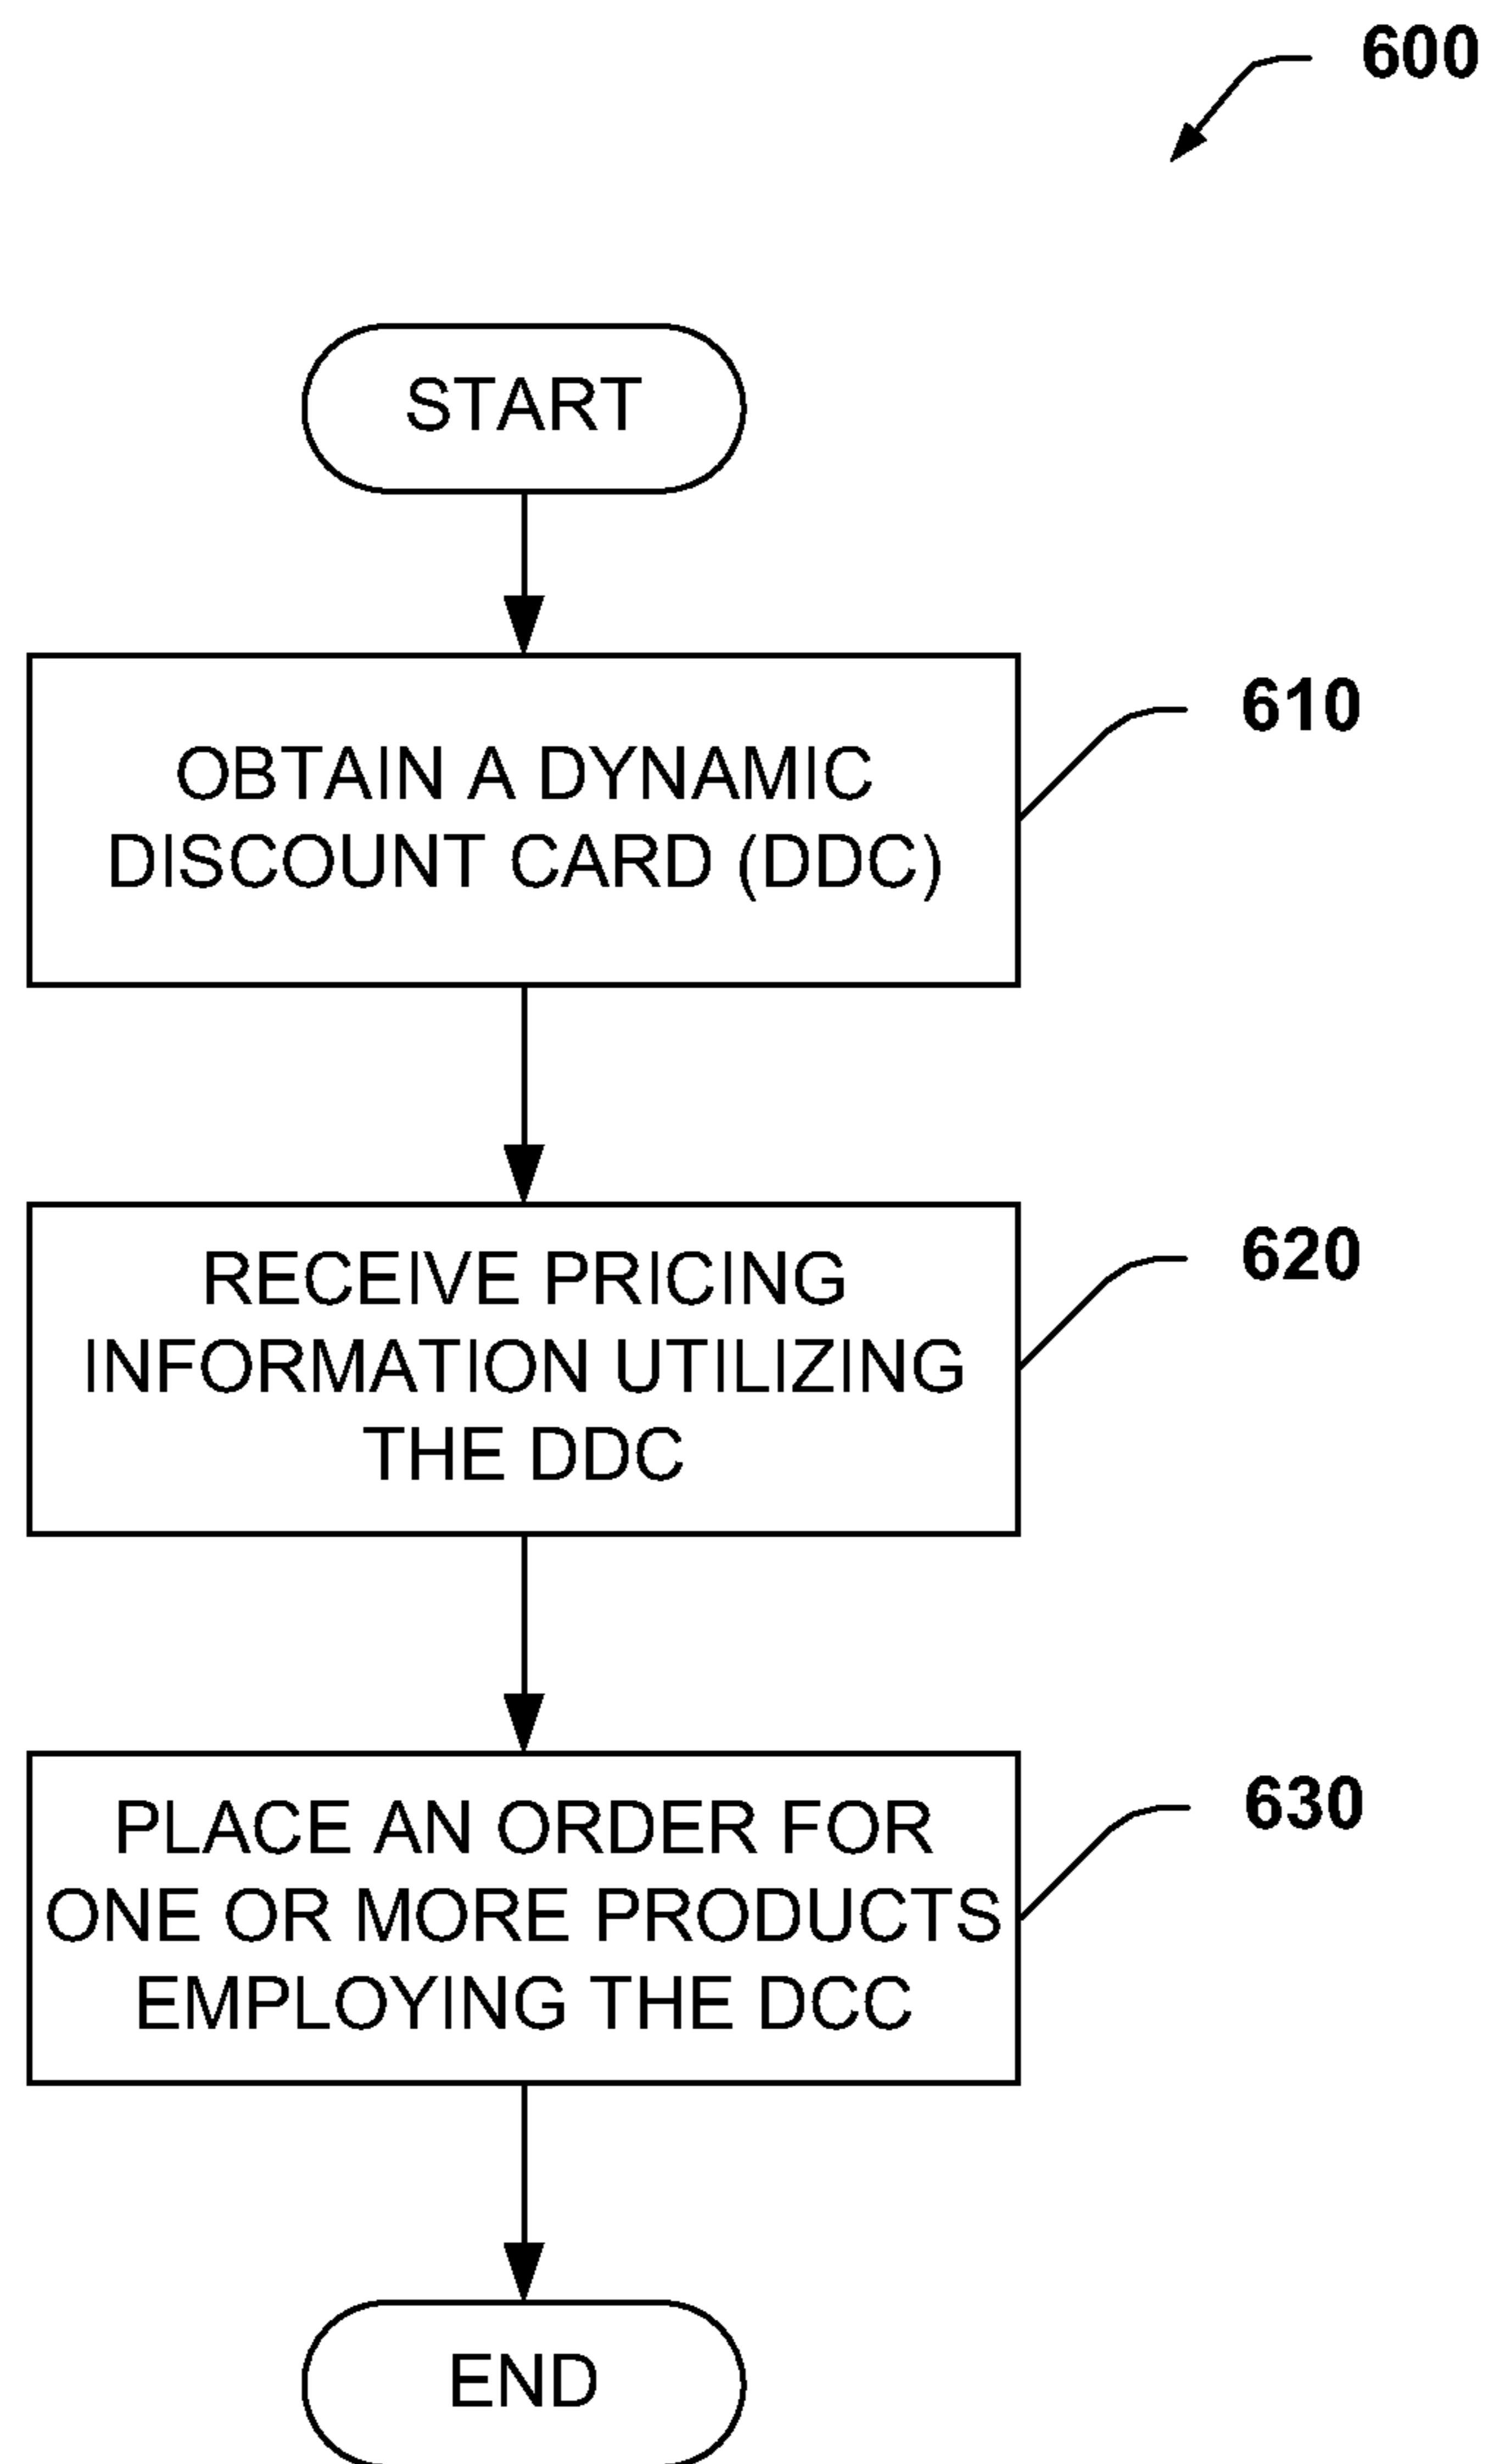 600
START
OBTAIN A DYNAMIC
DISCOUNT CARD (DDC)
610
RECEIVE PRICING
INFORMATION UTILIZING
THE DDC
620
PLACE AN ORDER FOR
ONE OR MORE PRODUCTS
EMPLOYING THE DCC
630
END